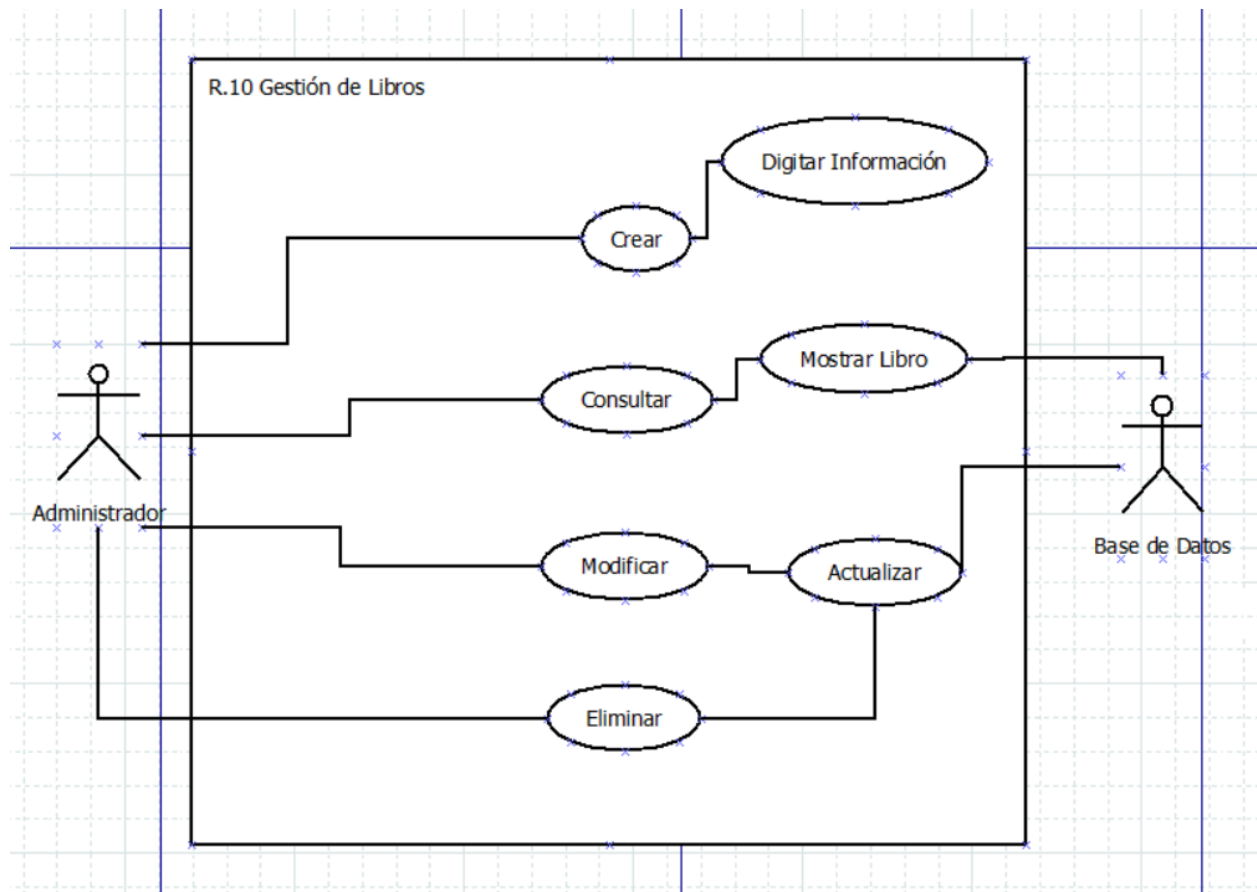 R.10 Gestión de Libros
Digitar Información
Crear
Mostrar Libro
Consultar
Administrador
Base de Datos
Modificar
Actualizar
Eliminar